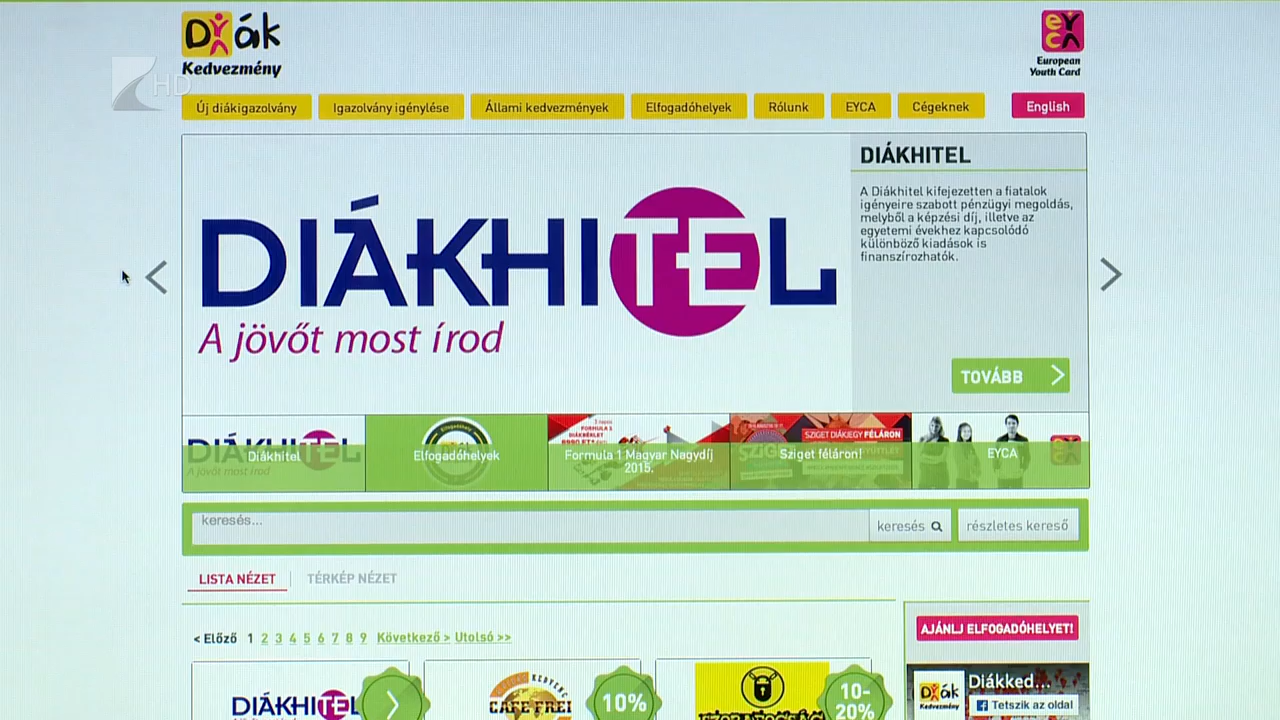 Diák
Kedvezmény
eyca
European
Youth Card
HD
Új diákigazolvány
Igazolvány igénylése
Állami kedvezmények
Elfogadóhelyek
Rólunk
EYCA
Cégeknek
English
DIÁKHITEL
A jövőt most írod
DIÁKHITEL
A Diákhitel kifejezetten a fiatalok
igényeire szabott pénzügyi megoldás,
melyből a képzési díj, illetve az
egyetemi évekhez kapcsolódó
különböző kiadások is
finanszírozhatók.
TOVÁBB
DIÁKHITEL
Diákhitel
A jövőt most írod
Elfogadóhely
Elfogadóhelyek
3 napos
FORMULA 1
DIÁKBÉRLET
Formula 1 Magyar Nagydíj
2015.
SZIGET DIÁKJEGY FÉLÁRON
Sziget féláron!
EYCA
keresés...
keresés
részletes kereső
LISTA NÉZET
TÉRKÉP NÉZET
< Előző 1 2 3 4 5 6 7 8 9 Következő > Utolsó >>
AJÁNLJ ELFOGADÓHELYET!
DIÁKHITEL
KEDVENC
CAFE FREI
10%
10-
20%
Diák
Kedvezmény
Diákked...
Tetszik az oldal